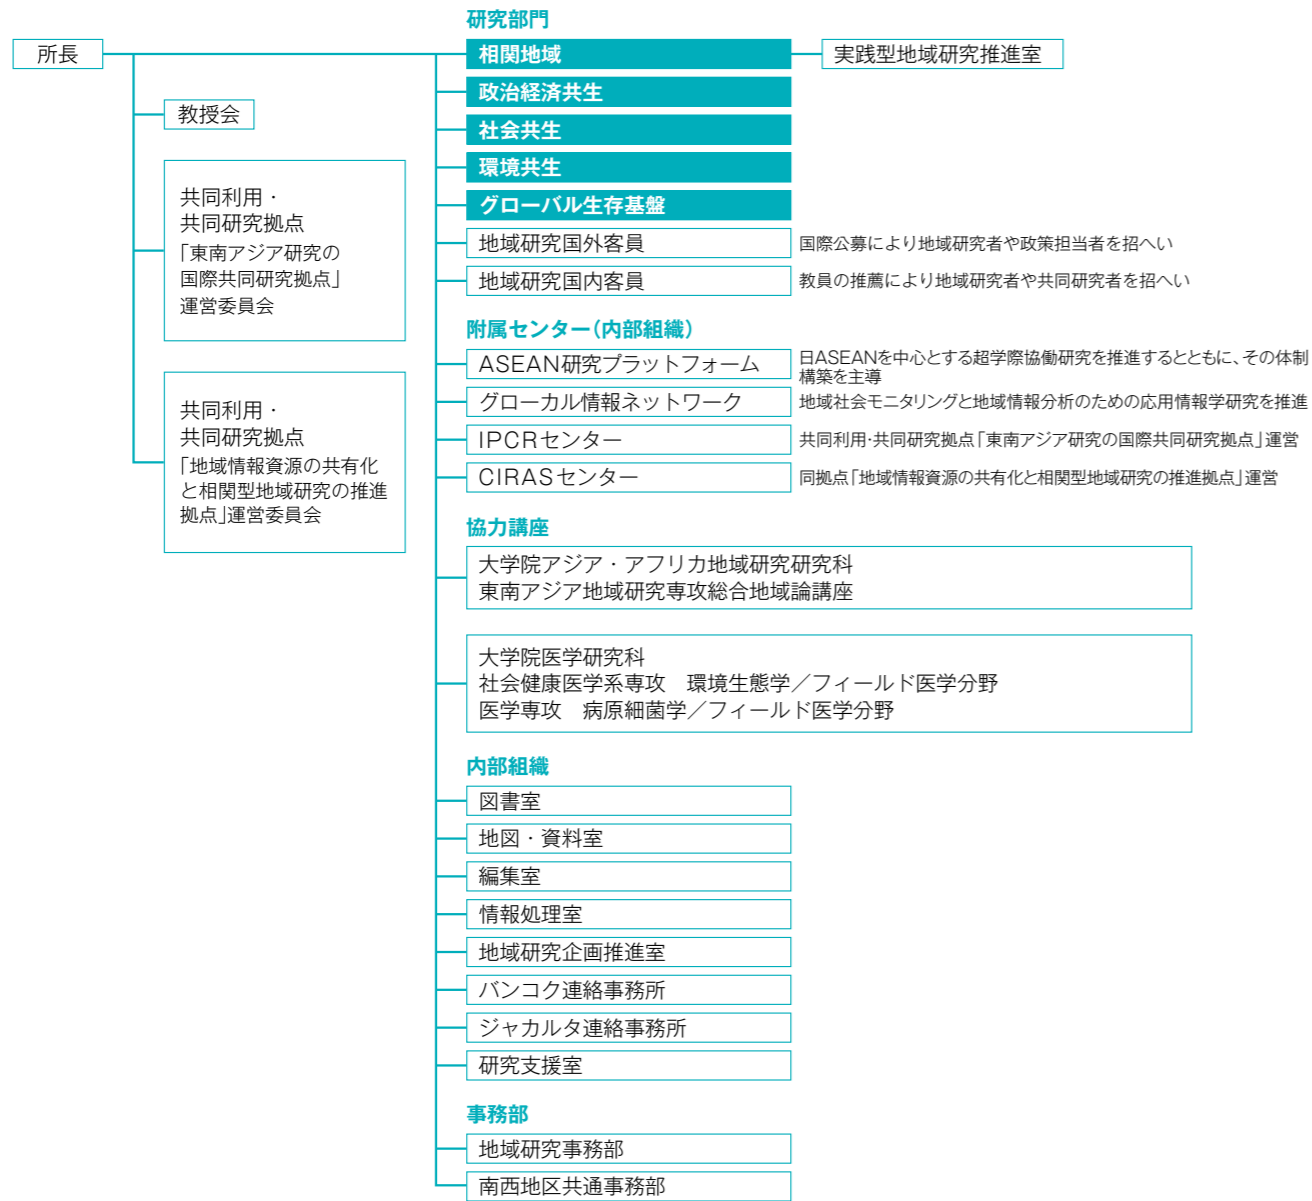 所長
教授会
共同利用・
共同研究拠点
「東南アジア研究の
国際共同研究拠点」
運営委員会
共同利用・
共同研究拠点
「地域情報資源の共有化
と相関型地域研究の推進
拠点」運営委員会
研究部門
相関地域
実践型地域研究推進室
政治経済共生
社会共生
環境共生
グローバル生存基盤
地域研究国外客員
国際公募により地域研究者や政策担当者を招へい
地域研究国内客員
教員の推薦により地域研究者や共同研究者を招へい
附属センター(内部組織)
ASEAN研究プラットフォーム
日ASEANを中心とする超学際協働研究を推進するとともに、その体制
構築を主導
グローカル情報ネットワーク
地域社会モニタリングと地域情報分析のための応用情報学研究を推進
IPCRセンター
共同利用・共同研究拠点「東南アジア研究の国際共同研究拠点」運営
CIRASセンター
同拠点「地域情報資源の共有化と相関型地域研究の推進拠点」運営
協力講座
大学院アジア・アフリカ地域研究研究科
東南アジア地域研究専攻総合地域論講座
大学院医学研究科
社会健康医学系専攻　環境生態学／フィールド医学分野
医学専攻　病原細菌学／フィールド医学分野
内部組織
図書室
地図・資料室
編集室
情報処理室
地域研究企画推進室
バンコク連絡事務所
ジャカルタ連絡事務所
研究支援室
事務部
地域研究事務部
南西地区共通事務部